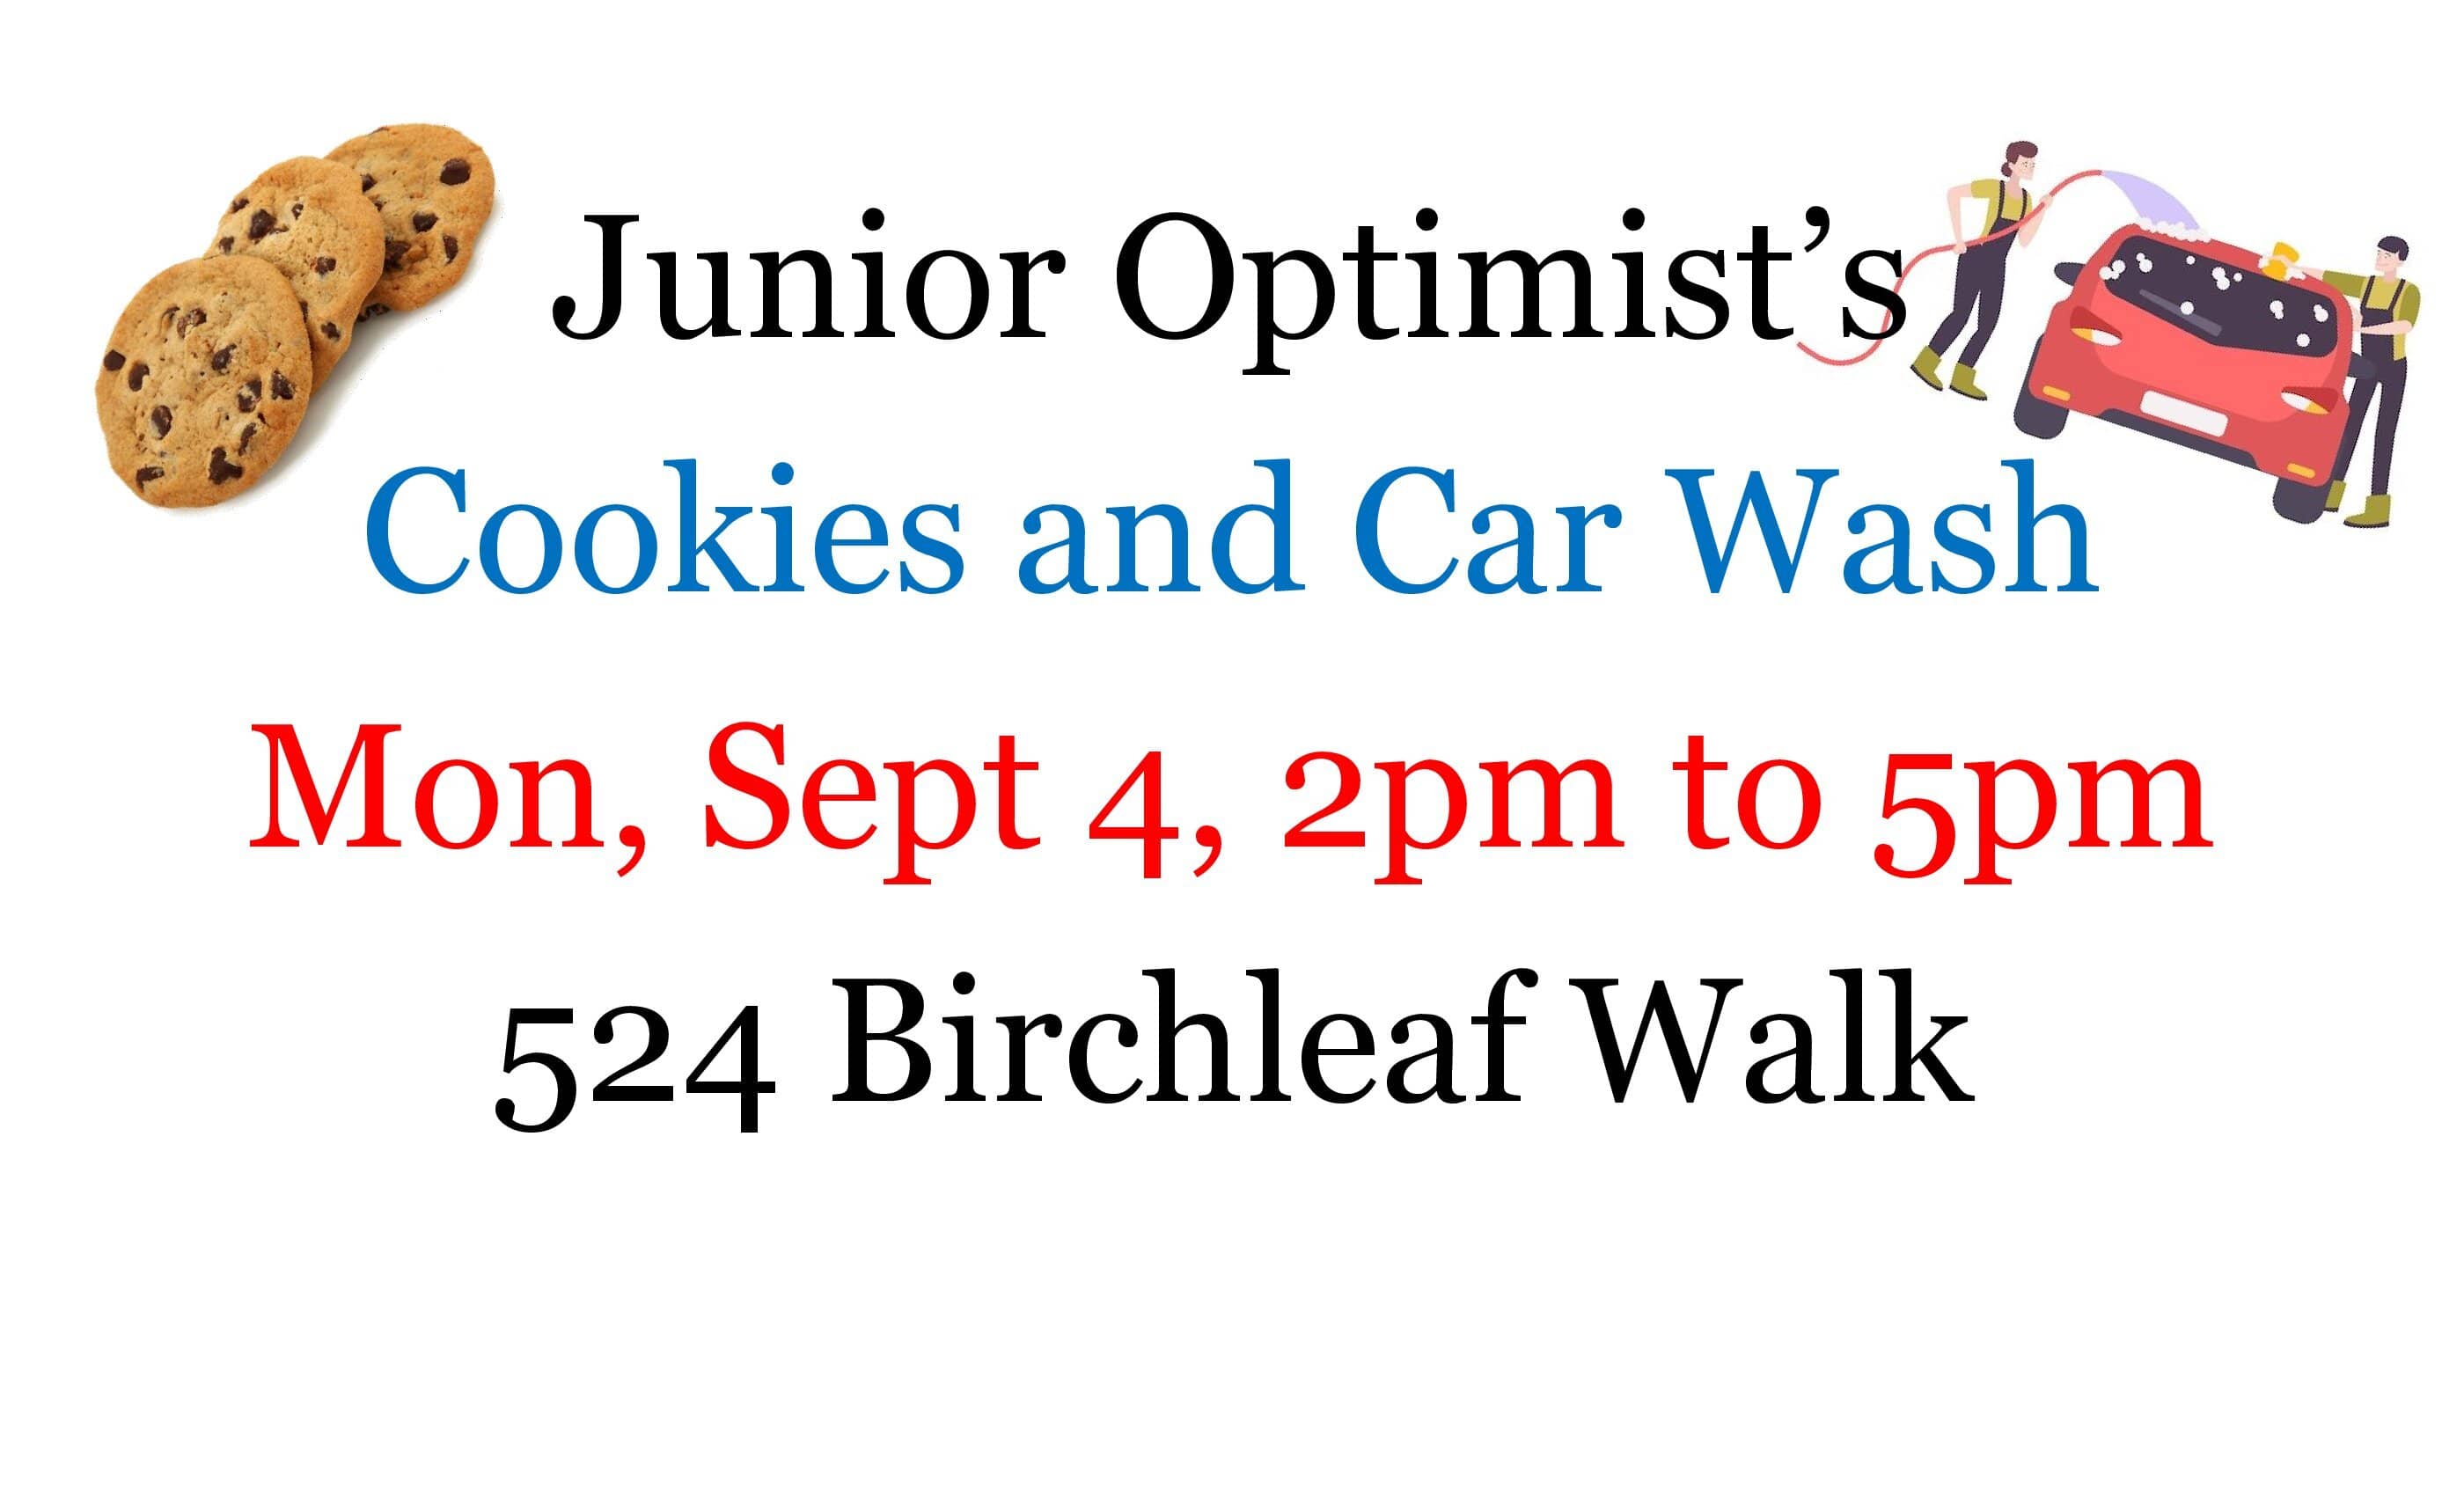 Junior Optimist’s
Cookies and Car Wash
Mon, Sept 4, 2pm to 5pm
524 Birchleaf Walk